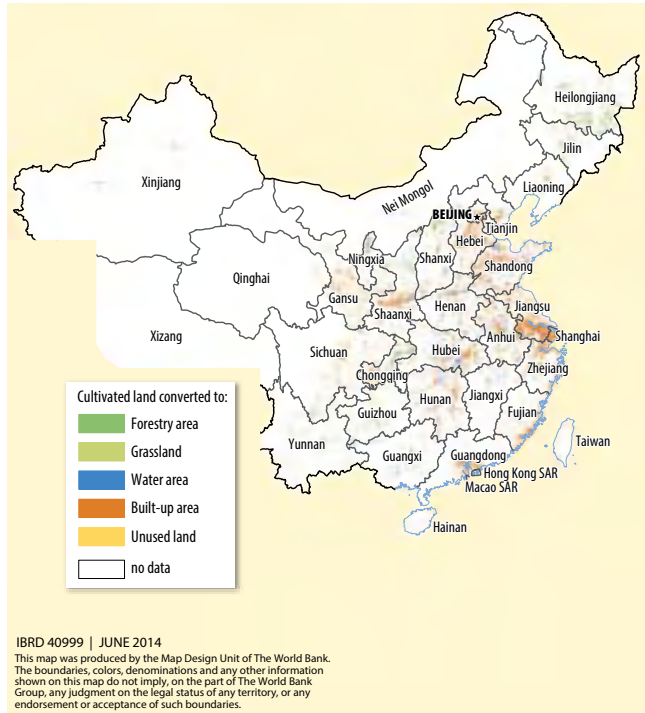 Heilongjiang
Jilin
Liaoning
Xinjiang
Nei Mongol
BEIJING
Tianjin
Hebei
Ningxia
Shanxi
Shandong
Qinghai
Gansu
Shaanxi
Henan
Jiangsu
Xizang
Sichuan
Hubei
Anhui
Shanghai
Zhejiang
Chongqing
Hunan
Jiangxi
Guizhou
Fujian
Yunnan
Guangxi
Guangdong
Taiwan
Hong Kong SAR
Macao SAR
Hainan
Cultivated land converted to:
Forestry area
Grassland
Water area
Built-up area
Unused land
no data
IBRD 40999 | JUNE 2014
This map was produced by the Map Design Unit of The World Bank.
The boundaries, colors, denominations and any other information
shown on this map do not imply, on the part of The World Bank
Group, any judgment on the legal status of any territory, or any
endorsement or acceptance of such boundaries.